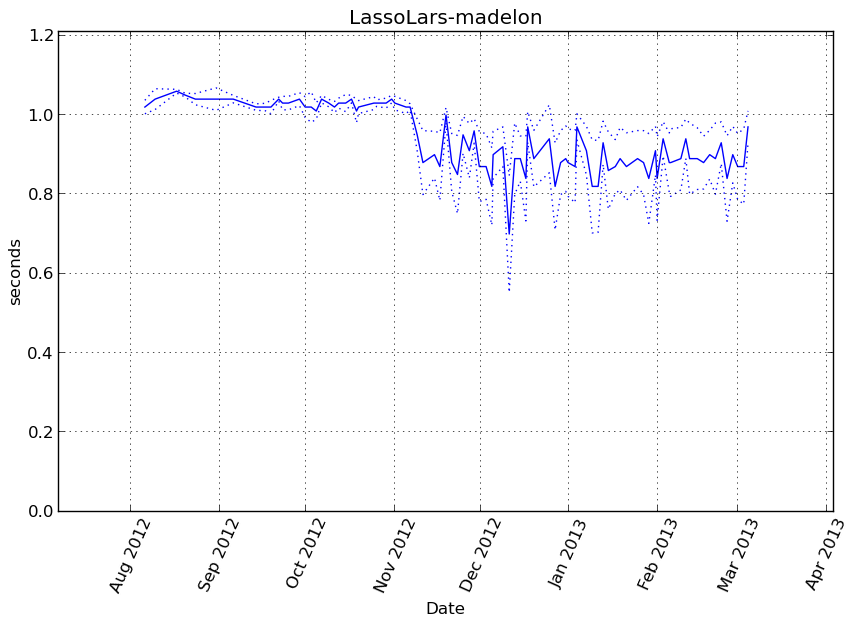 LassoLars-madelon
1.2
1.0
0.8
0.6
0.4
0.2
0.0
seconds
Aug 2012
Sep 2012
Oct 2012
Nov 2012
Dec 2012
Jan 2013
Feb 2013
Mar 2013
Apr 2013
Date